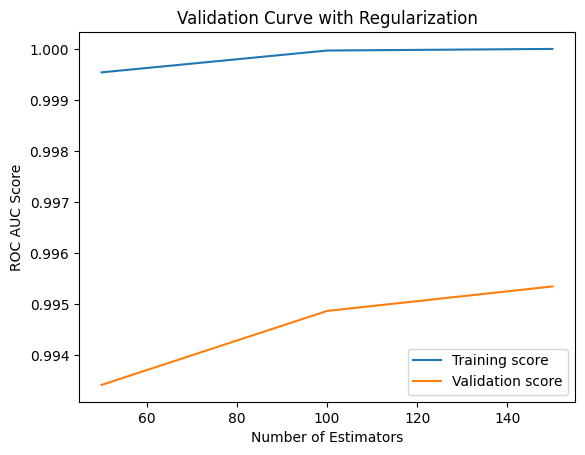 Validation Curve with Regularization
ROC AUC Score
1.000
0.999
0.998
0.997
0.996
0.995
0.994
60 80 100 120 140
Number of Estimators
Training score
Validation score